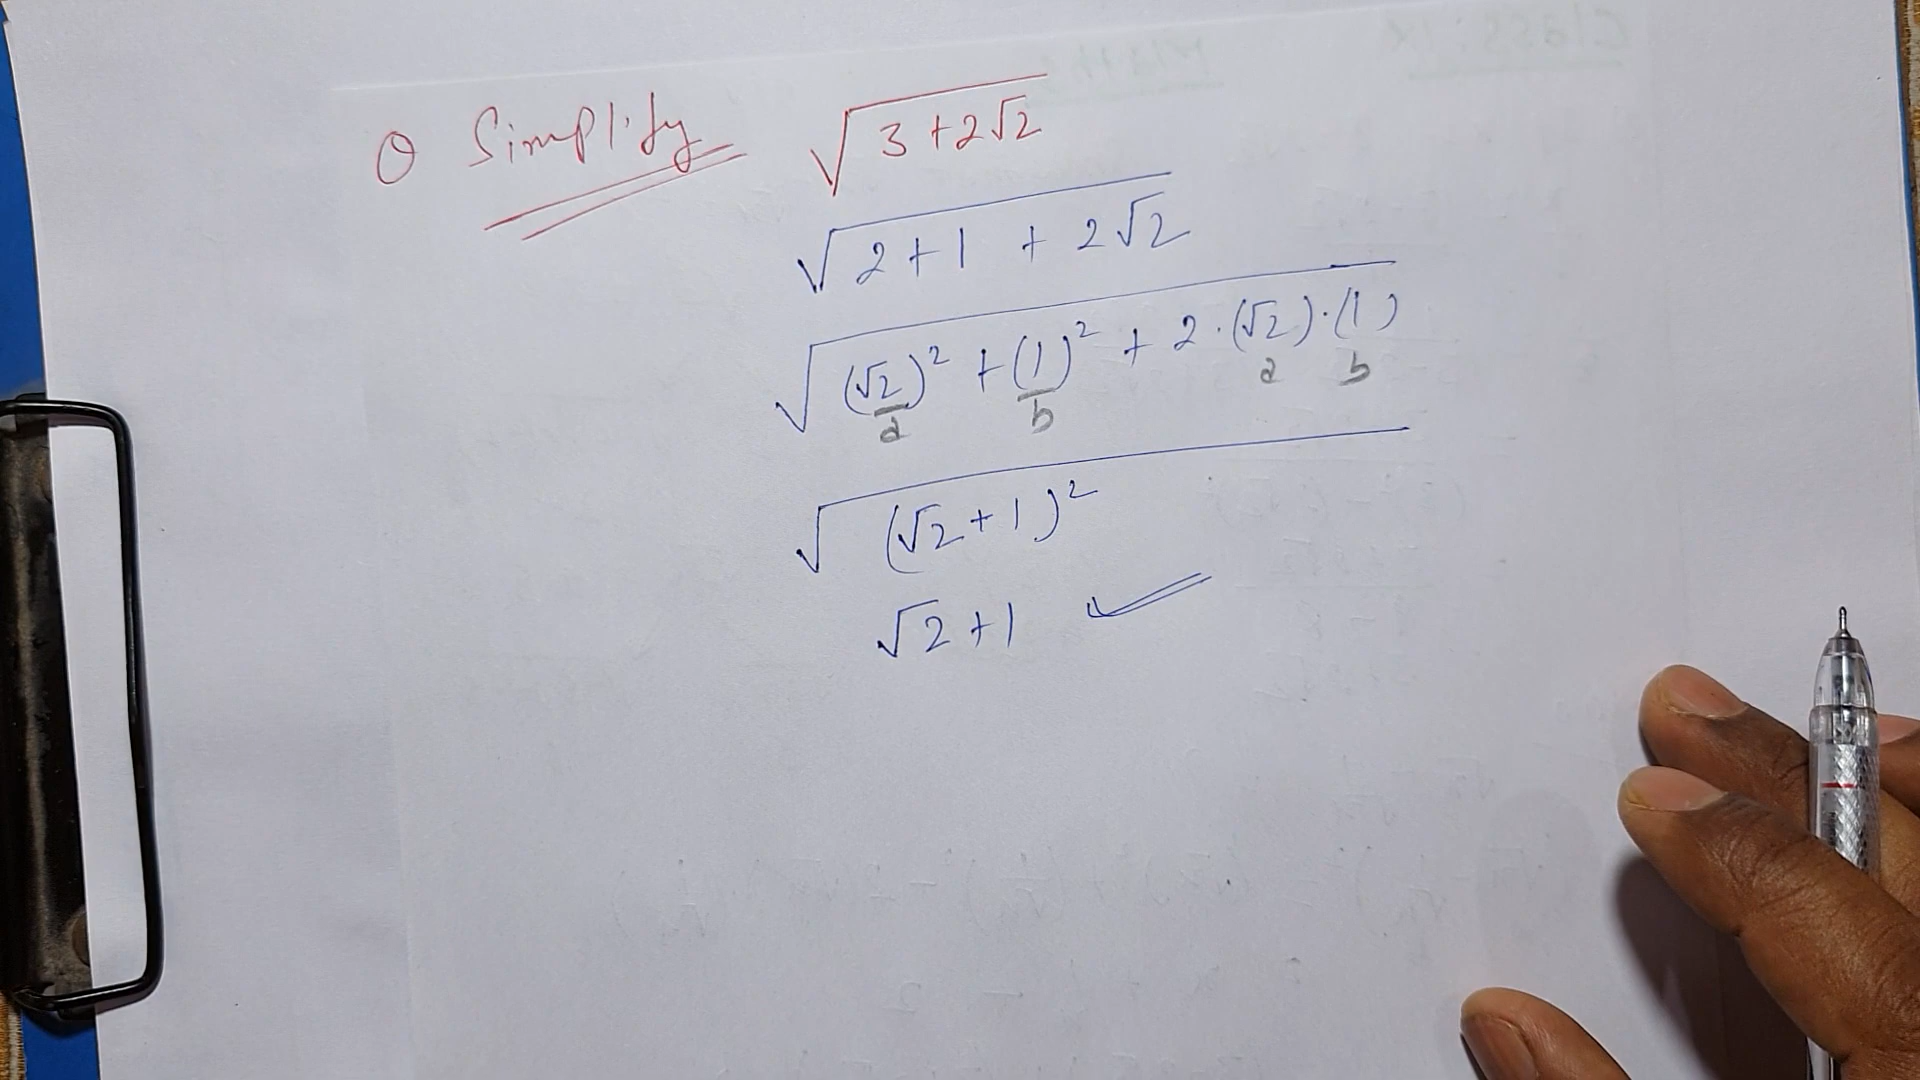 Q Simplify √(3+2√2)
√(2+1 + 2√2)
√((√2)² + (1)² + 2·(√2)·(1))
a b a b
√((√2+1)²)
√2+1